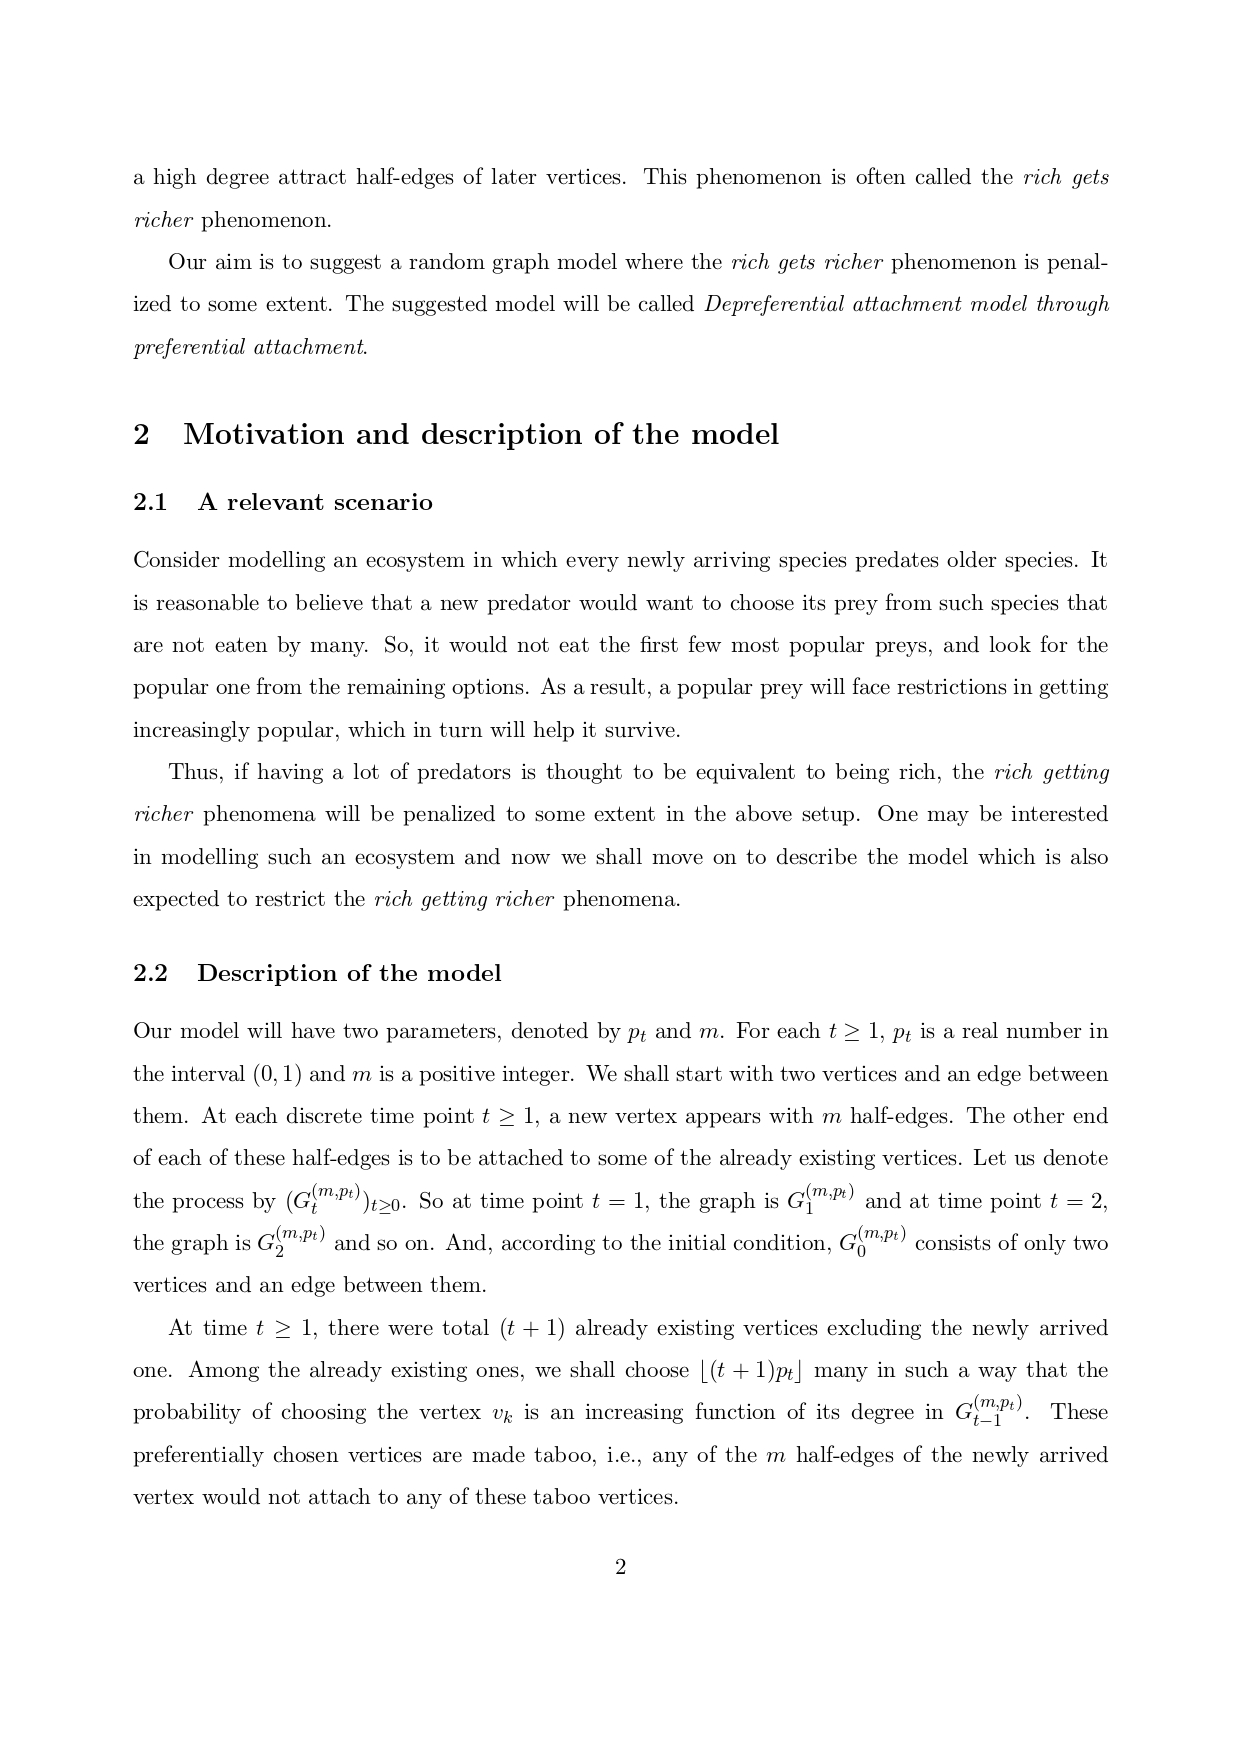 a high degree attract half-edges of later vertices. This phenomenon is often called the rich gets
richer phenomenon.
Our aim is to suggest a random graph model where the rich gets richer phenomenon is penal-
ized to some extent. The suggested model will be called Depreferential attachment model through
preferential attachment.
2 Motivation and description of the model
2.1 A relevant scenario
Consider modelling an ecosystem in which every newly arriving species predates older species. It
is reasonable to believe that a new predator would want to choose its prey from such species that
are not eaten by many. So, it would not eat the first few most popular preys, and look for the
popular one from the remaining options. As a result, a popular prey will face restrictions in getting
increasingly popular, which in turn will help it survive.
Thus, if having a lot of predators is thought to be equivalent to being rich, the rich getting
richer phenomena will be penalized to some extent in the above setup. One may be interested
in modelling such an ecosystem and now we shall move on to describe the model which is also
expected to restrict the rich getting richer phenomena.
2.2 Description of the model
Our model will have two parameters, denoted by $p_t$ and $m$. For each $t \geq 1$, $p_t$ is a real number in
the interval $(0, 1)$ and $m$ is a positive integer. We shall start with two vertices and an edge between
them. At each discrete time point $t \geq 1$, a new vertex appears with $m$ half-edges. The other end
of each of these half-edges is to be attached to some of the already existing vertices. Let us denote
the process by $(G_t^{(m,p_t)})_{t \geq 0}$. So at time point $t = 1$, the graph is $G_1^{(m,p_t)}$ and at time point $t = 2$,
the graph is $G_2^{(m,p_t)}$ and so on. And, according to the initial condition, $G_0^{(m,p_t)}$ consists of only two
vertices and an edge between them.
At time $t \geq 1$, there were total $(t + 1)$ already existing vertices excluding the newly arrived
one. Among the already existing ones, we shall choose $\lfloor (t + 1)p_t \rfloor$ many in such a way that the
probability of choosing the vertex $v_k$ is an increasing function of its degree in $G_{t-1}^{(m,p_t)}$. These
preferentially chosen vertices are made taboo, i.e., any of the $m$ half-edges of the newly arrived
vertex would not attach to any of these taboo vertices.
2